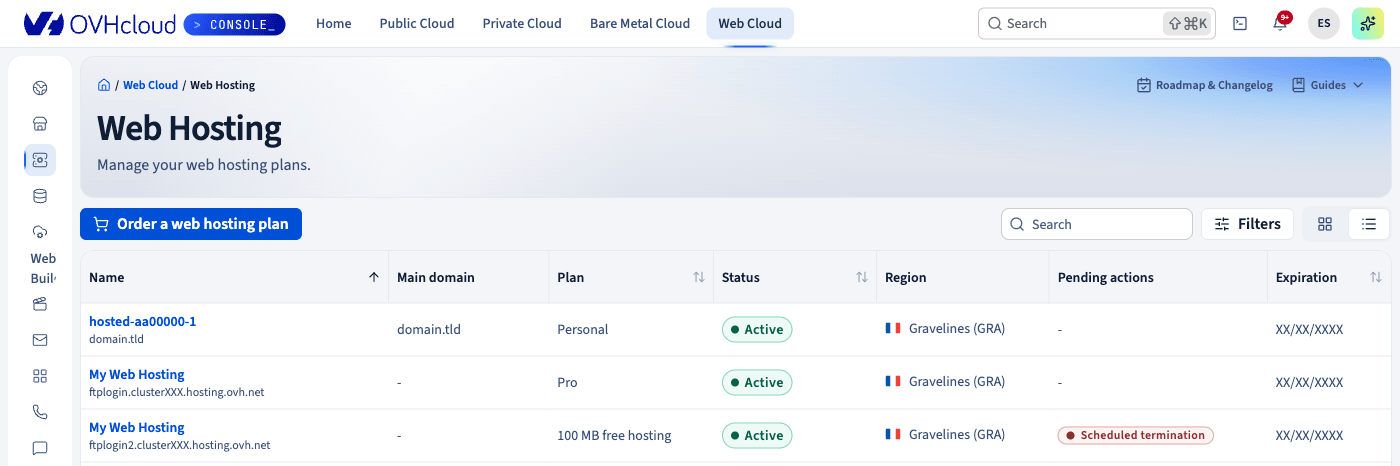 OVHcloud > CONSOLE_ Home Public Cloud Private Cloud Bare Metal Cloud Web Cloud Search ⇧⌘K 9+ ES
/ Web Cloud / Web Hosting Roadmap & Changelog Guides
Web Hosting
Manage your web hosting plans.
Order a web hosting plan Search Filters
Web
Buil
Name Main domain Plan Status Region Pending actions Expiration
hosted-aa00000-1
domain.tld
domain.tld Personal Active Gravelines (GRA) - XX/XX/XXXX
My Web Hosting
ftplogin.clusterXXX.hosting.ovh.net
- Pro Active Gravelines (GRA) - XX/XX/XXXX
My Web Hosting
ftplogin2.clusterXXX.hosting.ovh.net
- 100 MB free hosting Active Gravelines (GRA) Scheduled termination XX/XX/XXXX